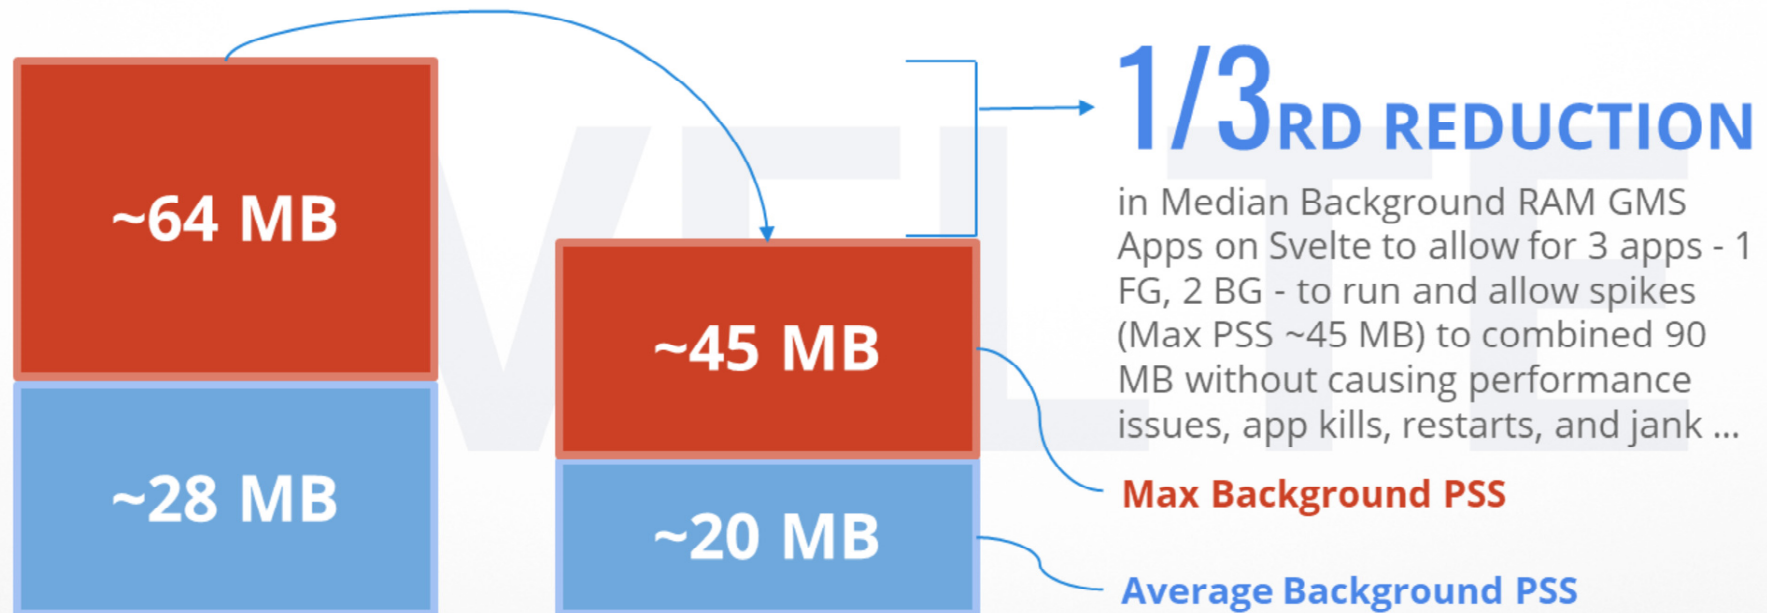 ~64 MB
~28 MB
~45 MB
~20 MB
1/3RD REDUCTION
in Median Background RAM GMS
Apps on Svelte to allow for 3 apps - 1
FG, 2 BG - to run and allow spikes
(Max PSS ~45 MB) to combined 90
MB without causing performance
issues, app kills, restarts, and jank ...
Max Background PSS
Average Background PSS